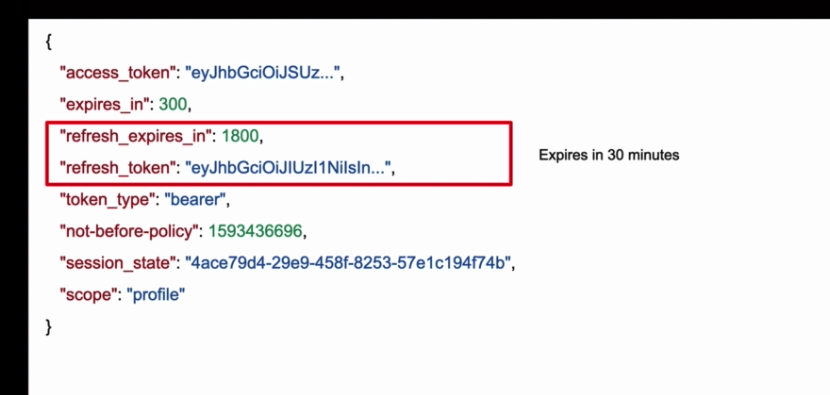 {
"access_token": "eyJhbGciOiJSUz...",
"expires_in": 300,
"refresh_expires_in": 1800,
"refresh_token": "eyJhbGciOiJIUzI1NiIsIn...",
Expires in 30 minutes
"token_type": "bearer",
"not-before-policy": 1593436696,
"session_state": "4ace79d4-29e9-458f-8253-57e1c194f74b",
"scope": "profile"
}